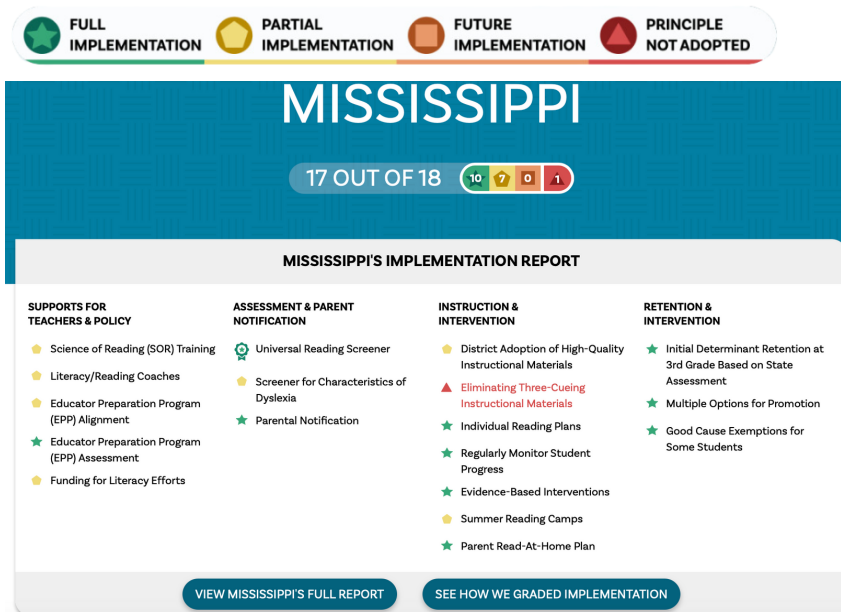 FULL
IMPLEMENTATION
PARTIAL
IMPLEMENTATION
FUTURE
IMPLEMENTATION
PRINCIPLE
NOT ADOPTED
MISSISSIPPI
17 OUT OF 18
10 7 0 1
MISSISSIPPI'S IMPLEMENTATION REPORT
SUPPORTS FOR
TEACHERS & POLICY
Science of Reading (SOR) Training
Literacy/Reading Coaches
Educator Preparation Program
(EPP) Alignment
Educator Preparation Program
(EPP) Assessment
Funding for Literacy Efforts
ASSESSMENT & PARENT
NOTIFICATION
Universal Reading Screener
Screener for Characteristics of
Dyslexia
Parental Notification
INSTRUCTION &
INTERVENTION
District Adoption of High-Quality
Instructional Materials
Eliminating Three-Cueing
Instructional Materials
Individual Reading Plans
Regularly Monitor Student
Progress
Evidence-Based Interventions
Summer Reading Camps
Parent Read-At-Home Plan
RETENTION &
INTERVENTION
Initial Determinant Retention at
3rd Grade Based on State
Assessment
Multiple Options for Promotion
Good Cause Exemptions for
Some Students
VIEW MISSISSIPPI'S FULL REPORT
SEE HOW WE GRADED IMPLEMENTATION